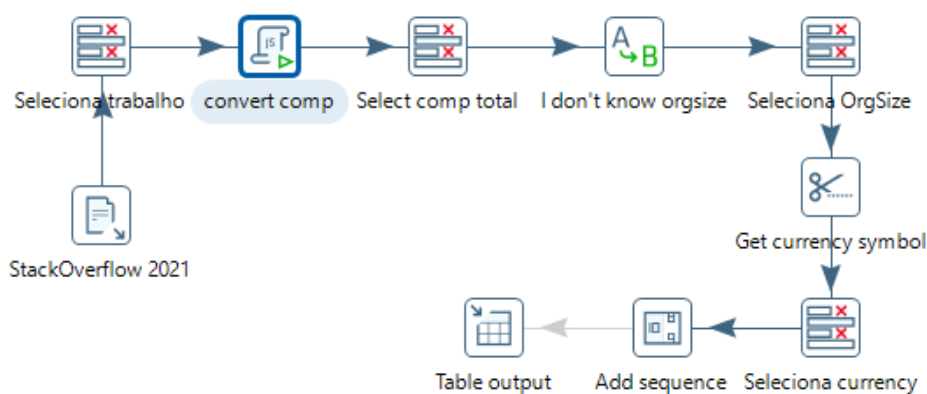 Seleciona trabalho
convert comp
Select comp total
I don't know orgsize
Seleciona OrgSize
StackOverflow 2021
Get currency symbol
Table output
Add sequence
Seleciona currency